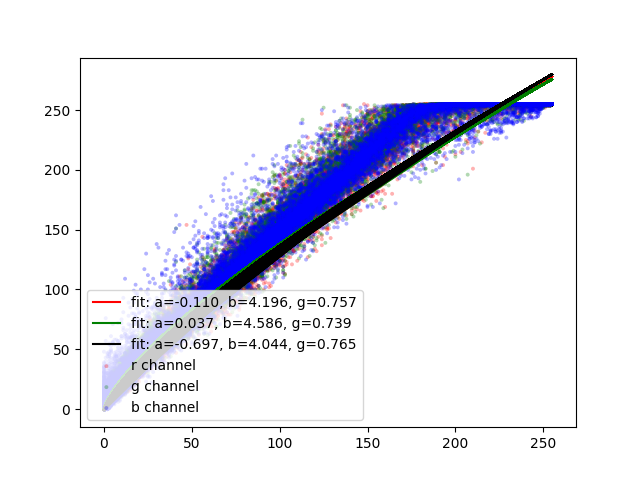 250
200
150
100
50
0
fit: a=-0.110, b=4.196, g=0.757
fit: a=0.037, b=4.586, g=0.739
fit: a=-0.697, b=4.044, g=0.765
r channel
g channel
b channel
0 50 100 150 200 250